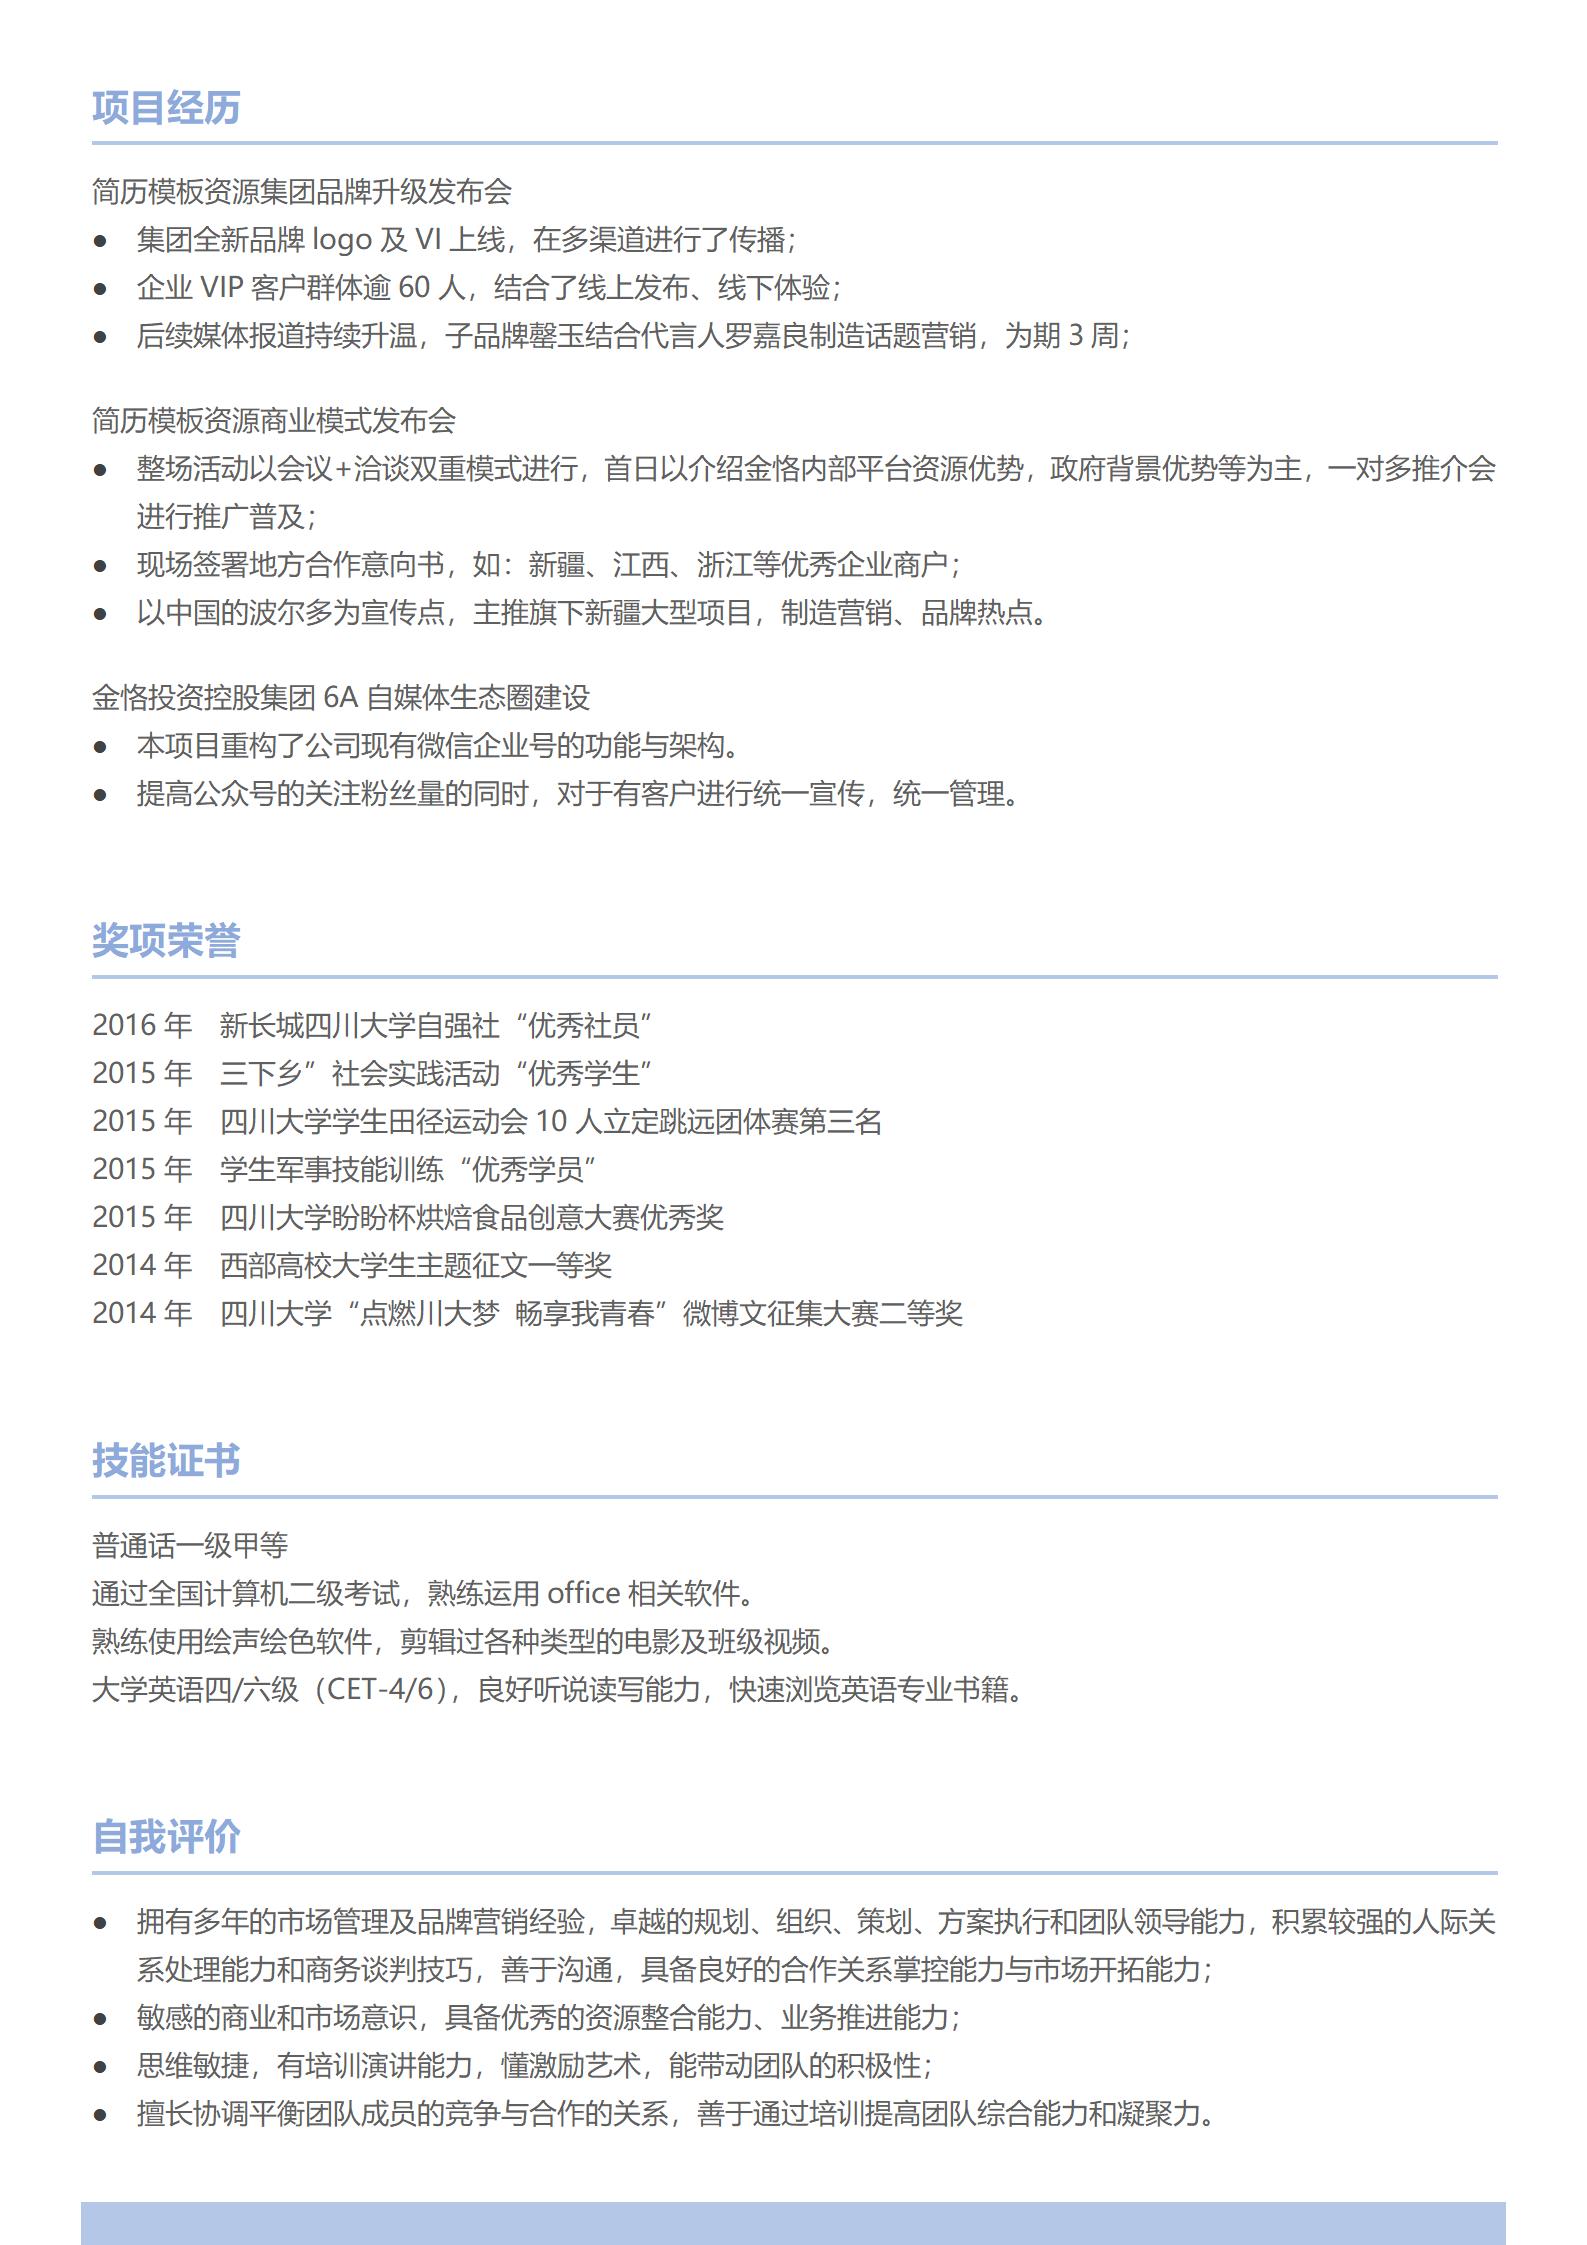 项目经历
简历模板资源集团品牌升级发布会
● 集团全新品牌 logo 及 VI 上线，在多渠道进行了传播；
● 企业 VIP 客户群体逾 60 人，结合了线上发布、线下体验；
● 后续媒体报道持续升温，子品牌罄玉结合代言人罗嘉良制造话题营销，为期 3 周；
简历模板资源商业模式发布会
● 整场活动以会议+洽谈双重模式进行，首日以介绍金恪内部平台资源优势，政府背景优势等为主，一对多推介会
进行推广普及；
● 现场签署地方合作意向书，如：新疆、江西、浙江等优秀企业商户；
● 以中国的波尔多为宣传点，主推旗下新疆大型项目，制造营销、品牌热点。
金恪投资控股集团 6A 自媒体生态圈建设
● 本项目重构了公司现有微信企业号的功能与架构。
● 提高公众号的关注粉丝量的同时，对于有客户进行统一宣传，统一管理。
奖项荣誉
2016 年 新长城四川大学自强社“优秀社员”
2015 年 三下乡”社会实践活动“优秀学生”
2015 年 四川大学学生田径运动会 10 人立定跳远团体赛第三名
2015 年 学生军事技能训练“优秀学员”
2015 年 四川大学盼盼杯烘焙食品创意大赛优秀奖
2014 年 西部高校大学生主题征文一等奖
2014 年 四川大学“点燃川大梦 畅享我青春”微博文征集大赛二等奖
技能证书
普通话一级甲等
通过全国计算机二级考试，熟练运用 office 相关软件。
熟练使用绘声绘色软件，剪辑过各种类型的电影及班级视频。
大学英语四/六级（CET-4/6），良好听说读写能力，快速浏览英语专业书籍。
自我评价
● 拥有多年的市场管理及品牌营销经验，卓越的规划、组织、策划、方案执行和团队领导能力，积累较强的人际关
系处理能力和商务谈判技巧，善于沟通，具备良好的合作关系掌控能力与市场开拓能力；
● 敏感的商业和市场意识，具备优秀的资源整合能力、业务推进能力；
● 思维敏捷，有培训演讲能力，懂激励艺术，能带动团队的积极性；
● 擅长协调平衡团队成员的竞争与合作的关系，善于通过培训提高团队综合能力和凝聚力。